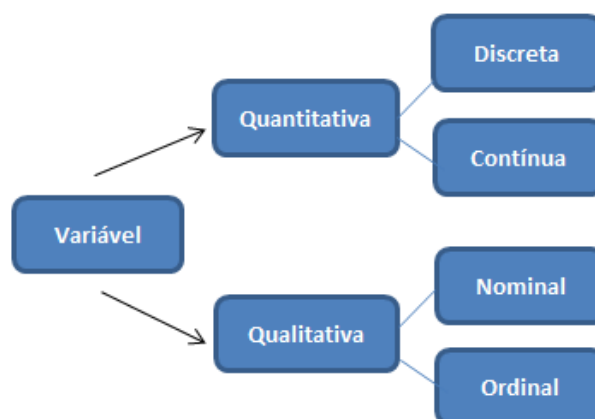 Variável
Quantitativa
Discreta
Contínua
Qualitativa
Nominal
Ordinal